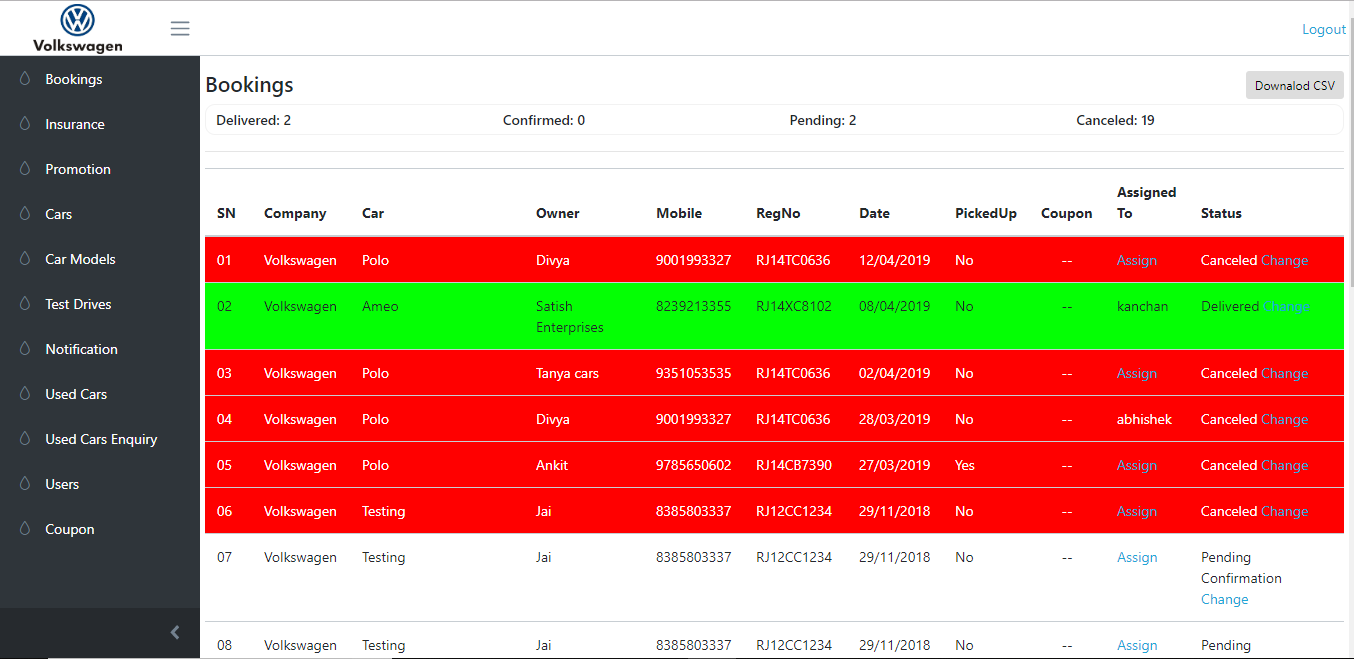 Volkswagen
Logout
Bookings
Insurance
Promotion
Cars
Car Models
Test Drives
Notification
Used Cars
Used Cars Enquiry
Users
Coupon
Bookings
Downalod CSV
Delivered: 2 Confirmed: 0 Pending: 2 Canceled: 19
SN Company Car Owner Mobile RegNo Date PickedUp Coupon Assigned To Status
01 Volkswagen Polo Divya 9001993327 RJ14TC0636 12/04/2019 No -- Assign Canceled Change
02 Volkswagen Ameo Satish Enterprises 8239213355 RJ14XC8102 08/04/2019 No -- kanchan Delivered Change
03 Volkswagen Polo Tanya cars 9351053535 RJ14TC0636 02/04/2019 No -- Assign Canceled Change
04 Volkswagen Polo Divya 9001993327 RJ14TC0636 28/03/2019 No -- abhishek Canceled Change
05 Volkswagen Polo Ankit 9785650602 RJ14CB7390 27/03/2019 Yes -- Assign Canceled Change
06 Volkswagen Testing Jai 8385803337 RJ12CC1234 29/11/2018 No -- Assign Canceled Change
07 Volkswagen Testing Jai 8385803337 RJ12CC1234 29/11/2018 No -- Assign Pending Confirmation Change
08 Volkswagen Testing Jai 8385803337 RJ12CC1234 29/11/2018 No -- Assign Pending